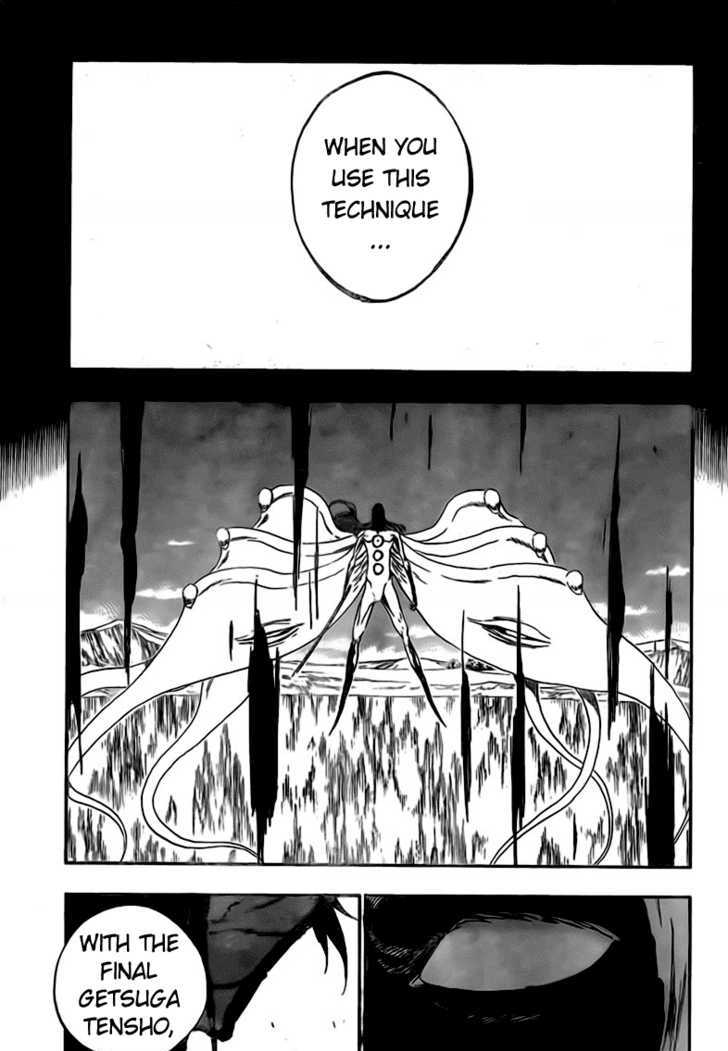 WHEN YOU
USE THIS
TECHNIQUE
...
WITH THE
FINAL
GETSUGA
TENSHO,